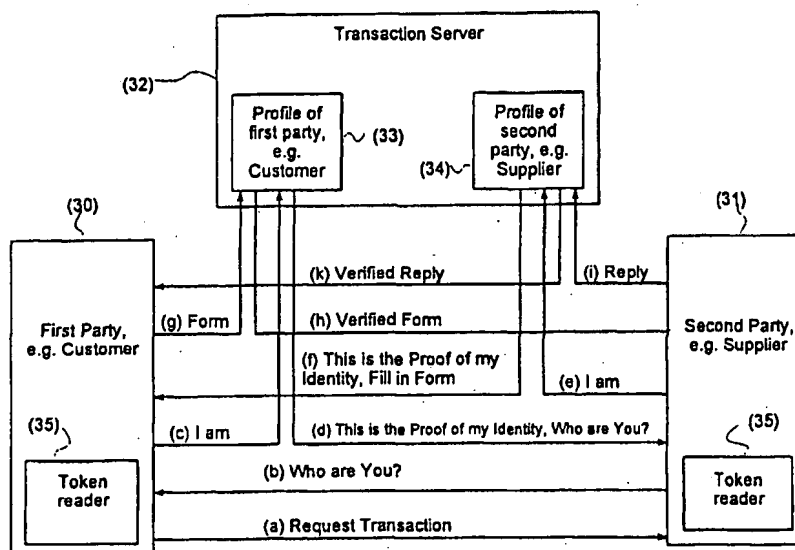 Transaction Server
(32)
Profile of
first party,
e.g.
Customer
(33)
Profile of
second
party, e.g.
Supplier
(34)
(30)
(31)
(k) Verified Reply
(i) Reply
First Party,
e.g. Customer
(g) Form
(h) Verified Form
Second Party,
e.g. Supplier
(f) This is the Proof of my
Identity, Fill in Form
(e) I am
(35)
(c) I am
(d) This is the Proof of my Identity, Who are You?
(35)
Token
reader
(b) Who are You?
Token
reader
(a) Request Transaction